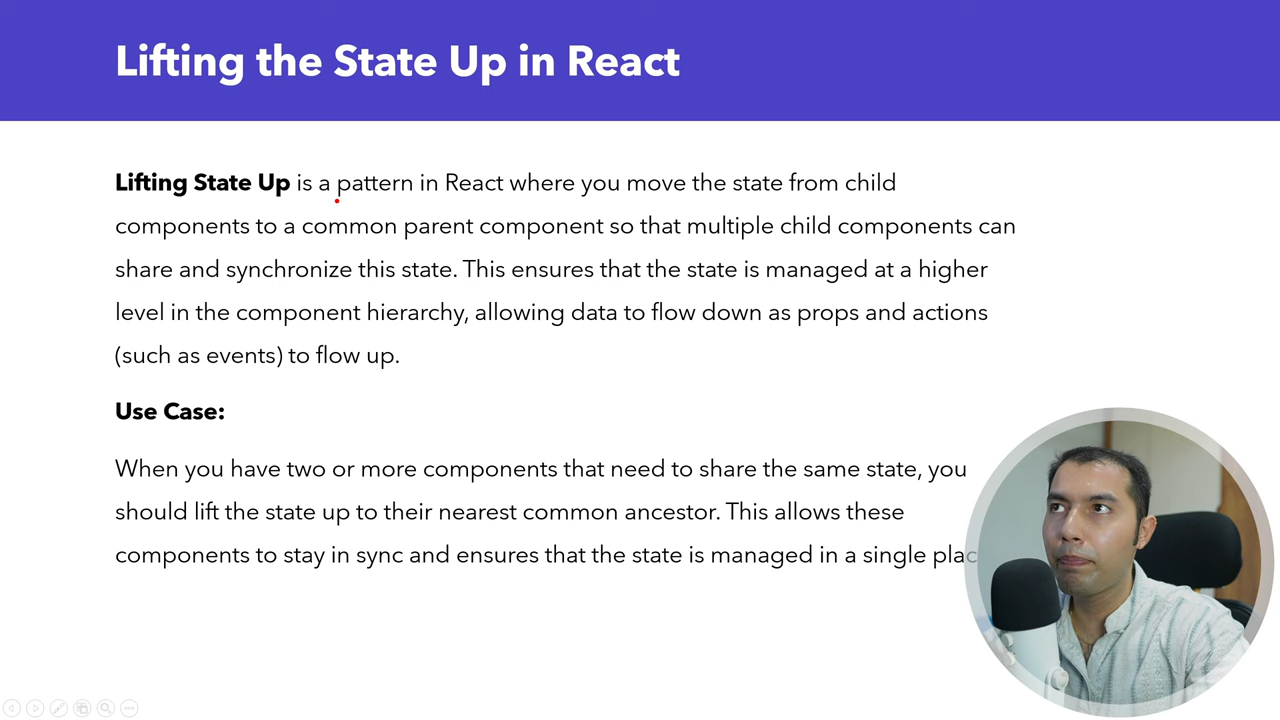 Lifting the State Up in React
Lifting State Up is a pattern in React where you move the state from child
components to a common parent component so that multiple child components can
share and synchronize this state. This ensures that the state is managed at a higher
level in the component hierarchy, allowing data to flow down as props and actions
(such as events) to flow up.
Use Case:
When you have two or more components that need to share the same state, you
should lift the state up to their nearest common ancestor. This allows these
components to stay in sync and ensures that the state is managed in a single plac